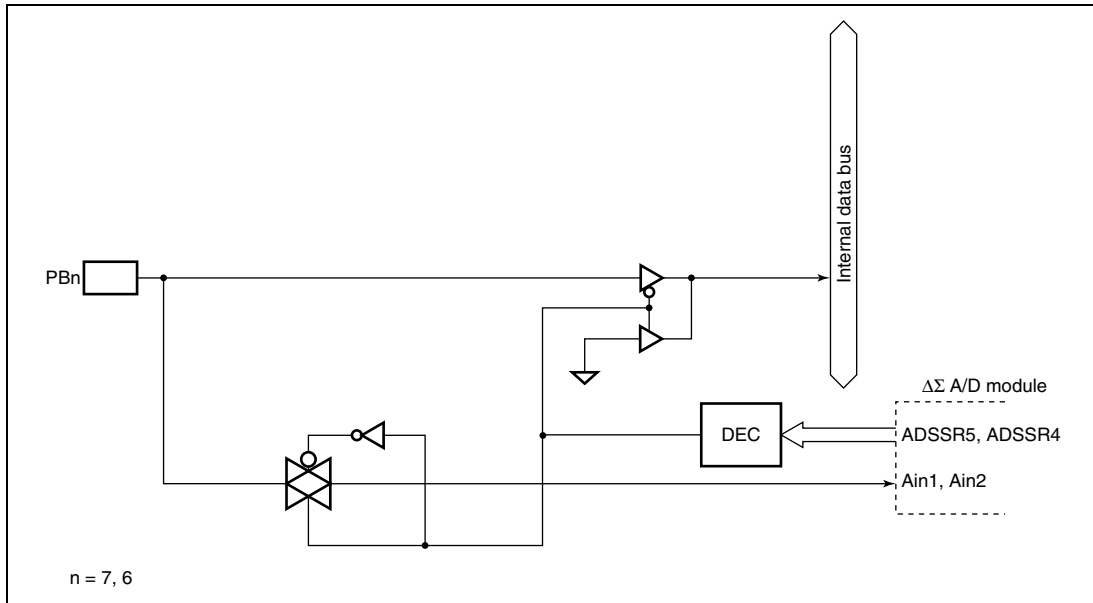 Internal data bus
PBn
ΔΣ A/D module
DEC
ADSSR5, ADSSR4
Ain1, Ain2
n = 7, 6